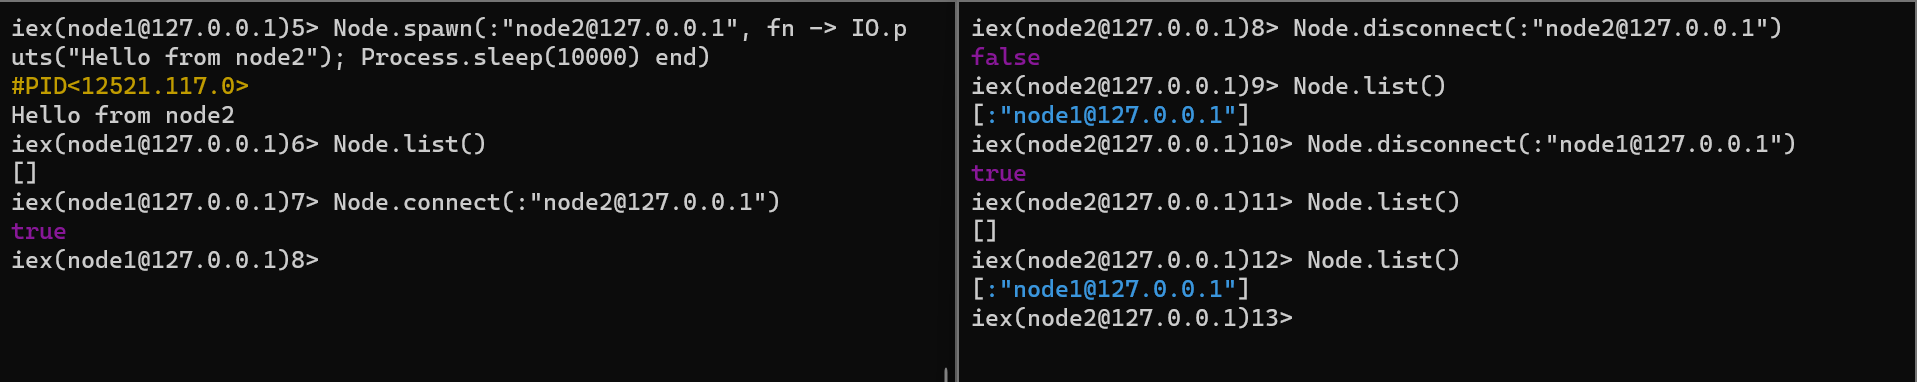 iex(node1@127.0.0.1)5> Node.spawn(:"node2@127.0.0.1", fn -> IO.p
uts("Hello from node2"); Process.sleep(10000) end)
#PID<12521.117.0>
Hello from node2
iex(node1@127.0.0.1)6> Node.list()
[]
iex(node1@127.0.0.1)7> Node.connect(:"node2@127.0.0.1")
true
iex(node1@127.0.0.1)8>
iex(node2@127.0.0.1)8> Node.disconnect(:"node2@127.0.0.1")
false
iex(node2@127.0.0.1)9> Node.list()
[:"node1@127.0.0.1"]
iex(node2@127.0.0.1)10> Node.disconnect(:"node1@127.0.0.1")
true
iex(node2@127.0.0.1)11> Node.list()
[]
iex(node2@127.0.0.1)12> Node.list()
[:"node1@127.0.0.1"]
iex(node2@127.0.0.1)13>